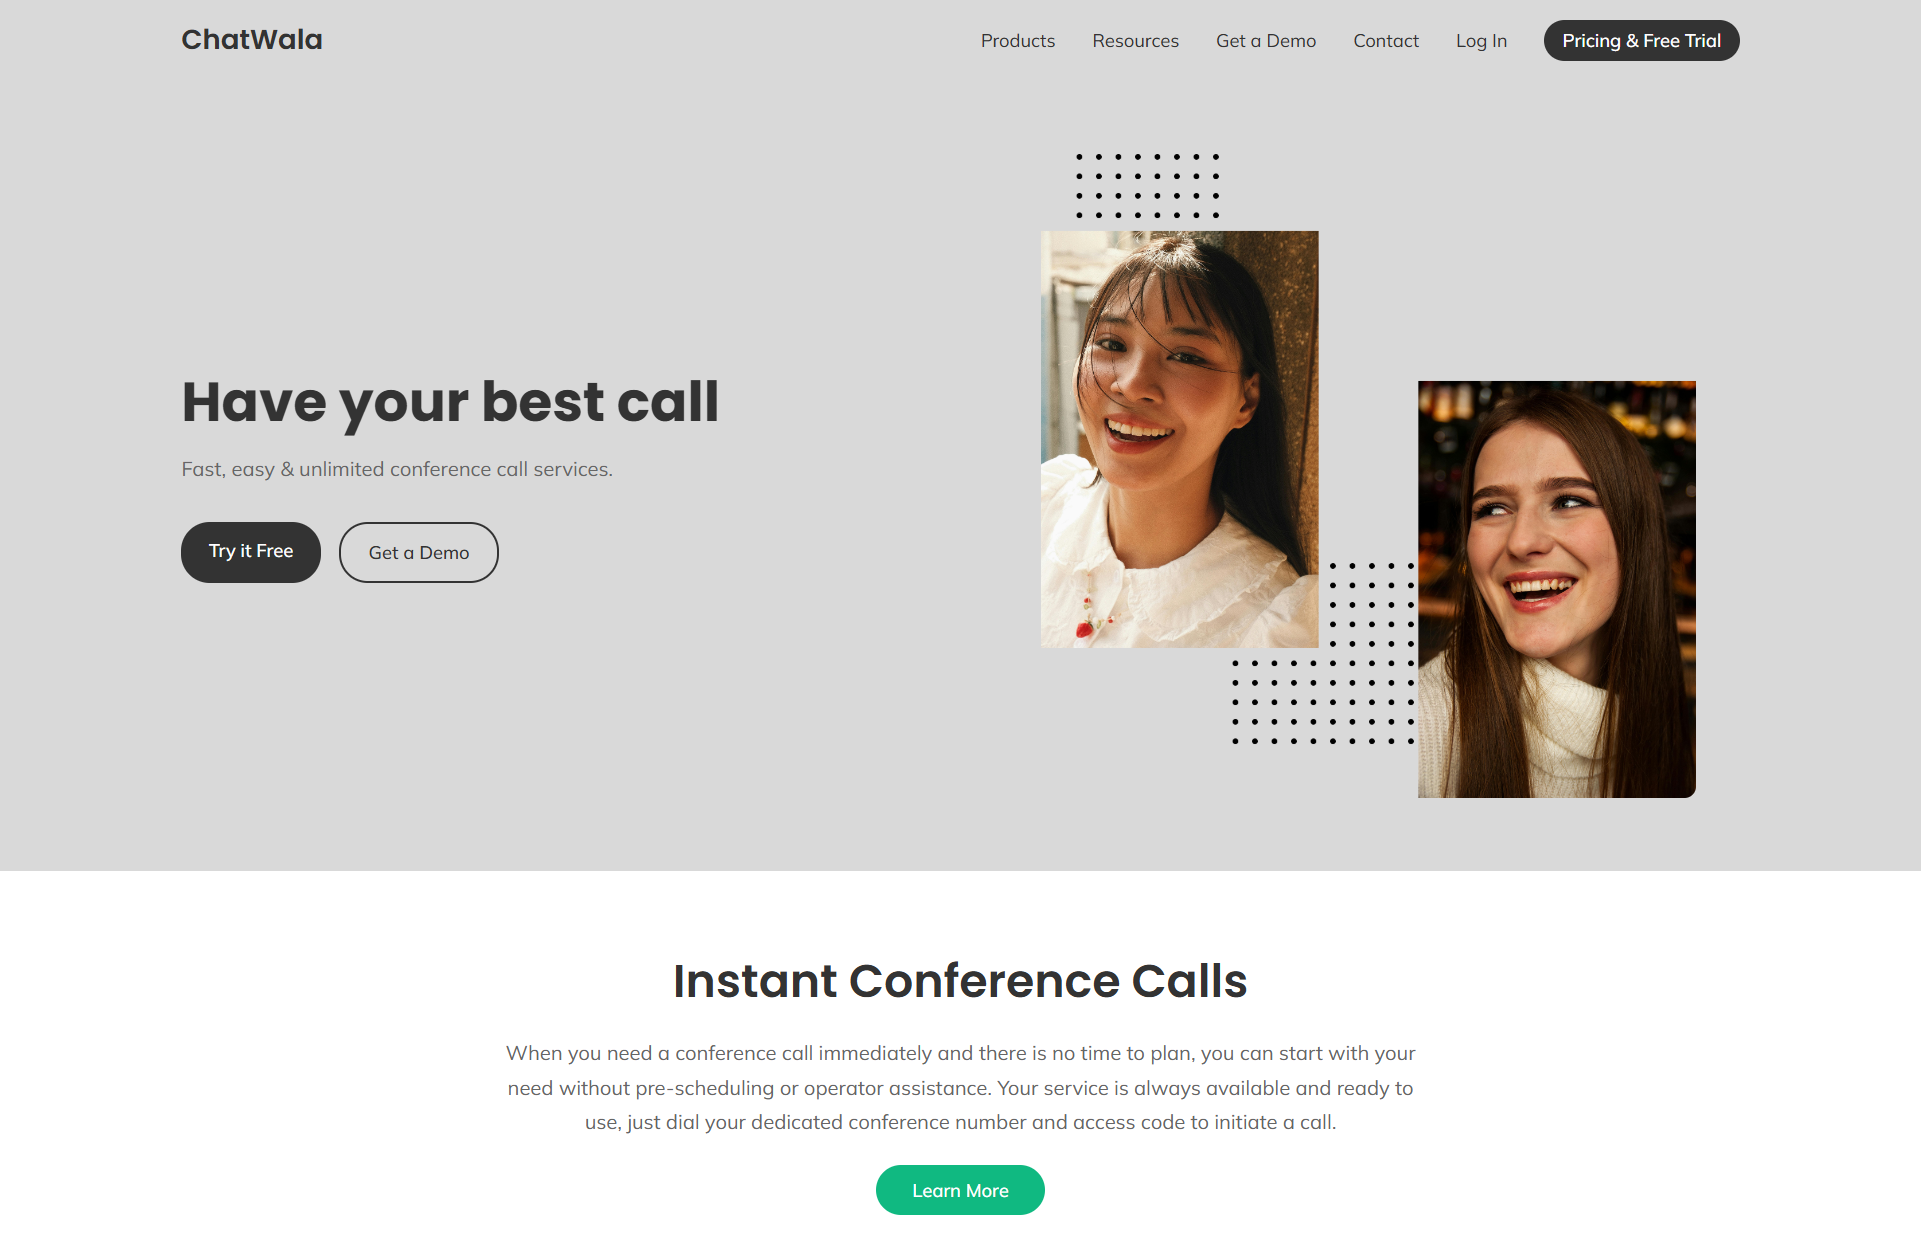 ChatWala
Products
Resources
Get a Demo
Contact
Log In
Pricing & Free Trial
Have your best call
Fast, easy & unlimited conference call services.
Try it Free
Get a Demo
Instant Conference Calls
When you need a conference call immediately and there is no time to plan, you can start with your
need without pre-scheduling or operator assistance. Your service is always available and ready to
use, just dial your dedicated conference number and access code to initiate a call.
Learn More